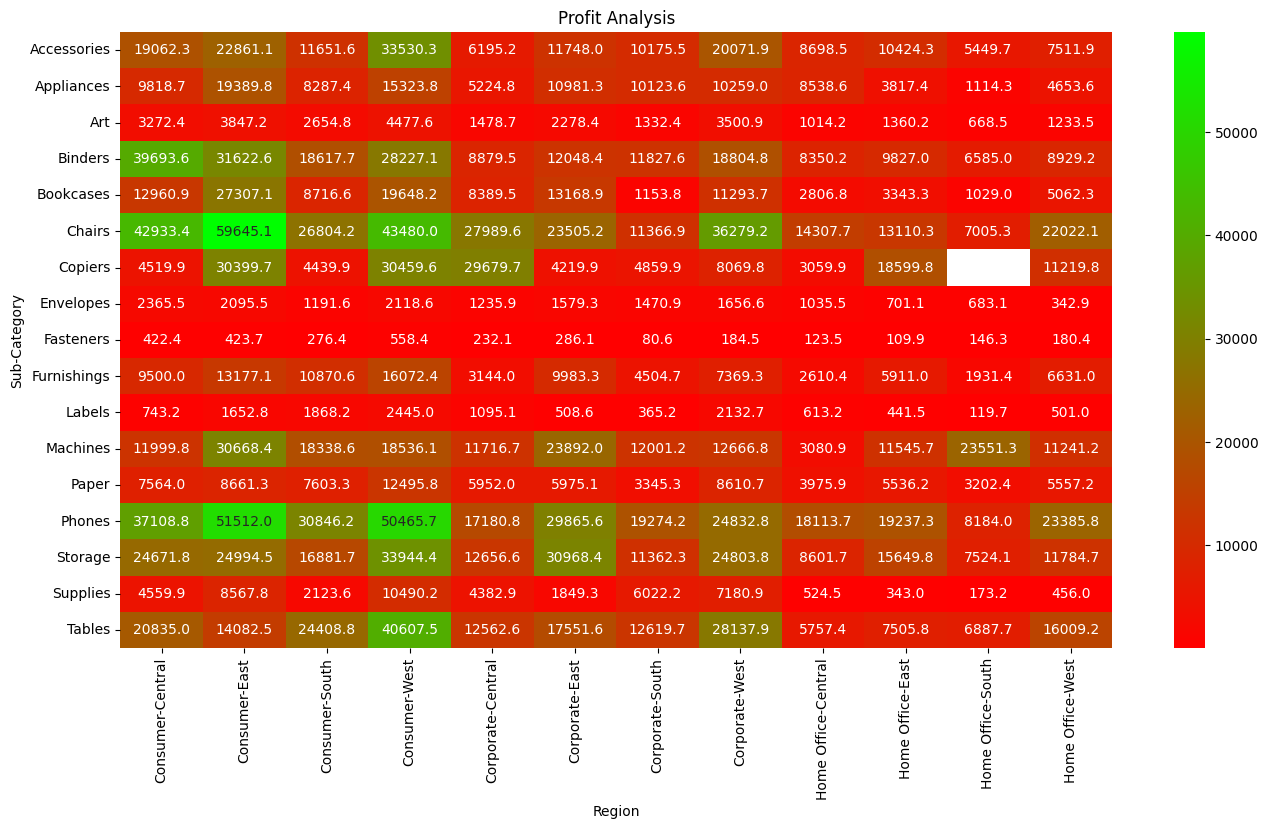 Profit Analysis
Accessories 19062.3 22861.1 11651.6 33530.3 6195.2 11748.0 10175.5 20071.9 8698.5 10424.3 5449.7 7511.9
Appliances 9818.7 19389.8 8287.4 15323.8 5224.8 10981.3 10123.6 10259.0 8538.6 3817.4 1114.3 4653.6
Art 3272.4 3847.2 2654.8 4477.6 1478.7 2278.4 1332.4 3500.9 1014.2 1360.2 668.5 1233.5
Binders 39693.6 31622.6 18617.7 28227.1 8879.5 12048.4 11827.6 18804.8 8350.2 9827.0 6585.0 8929.2
Bookcases 12960.9 27307.1 8716.6 19648.2 8389.5 13168.9 1153.8 11293.7 2806.8 3343.3 1029.0 5062.3
Chairs 42933.4 59645.1 26804.2 43480.0 27989.6 23505.2 11366.9 36279.2 14307.7 13110.3 7005.3 22022.1
Copiers 4519.9 30399.7 4439.9 30459.6 29679.7 4219.9 4859.9 8069.8 3059.9 18599.8 11219.8
Envelopes 2365.5 2095.5 1191.6 2118.6 1235.9 1579.3 1470.9 1656.6 1035.5 701.1 683.1 342.9
Fasteners 422.4 423.7 276.4 558.4 232.1 286.1 80.6 184.5 123.5 109.9 146.3 180.4
Furnishings 9500.0 13177.1 10870.6 16072.4 3144.0 9983.3 4504.7 7369.3 2610.4 5911.0 1931.4 6631.0
Labels 743.2 1652.8 1868.2 2445.0 1095.1 508.6 365.2 2132.7 613.2 441.5 119.7 501.0
Machines 11999.8 30668.4 18338.6 18536.1 11716.7 23892.0 12001.2 12666.8 3080.9 11545.7 23551.3 11241.2
Paper 7564.0 8661.3 7603.3 12495.8 5952.0 5975.1 3345.3 8610.7 3975.9 5536.2 3202.4 5557.2
Phones 37108.8 51512.0 30846.2 50465.7 17180.8 29865.6 19274.2 24832.8 18113.7 19237.3 8184.0 23385.8
Storage 24671.8 24994.5 16881.7 33944.4 12656.6 30968.4 11362.3 24803.8 8601.7 15649.8 7524.1 11784.7
Supplies 4559.9 8567.8 2123.6 10490.2 4382.9 1849.3 6022.2 7180.9 524.5 343.0 173.2 456.0
Tables 20835.0 14082.5 24408.8 40607.5 12562.6 17551.6 12619.7 28137.9 5757.4 7505.8 6887.7 16009.2
Sub-Category
Consumer-Central
Consumer-East
Consumer-South
Consumer-West
Corporate-Central
Corporate-East
Corporate-South
Corporate-West
Home Office-Central
Home Office-East
Home Office-South
Home Office-West
Region
50000
40000
30000
20000
10000